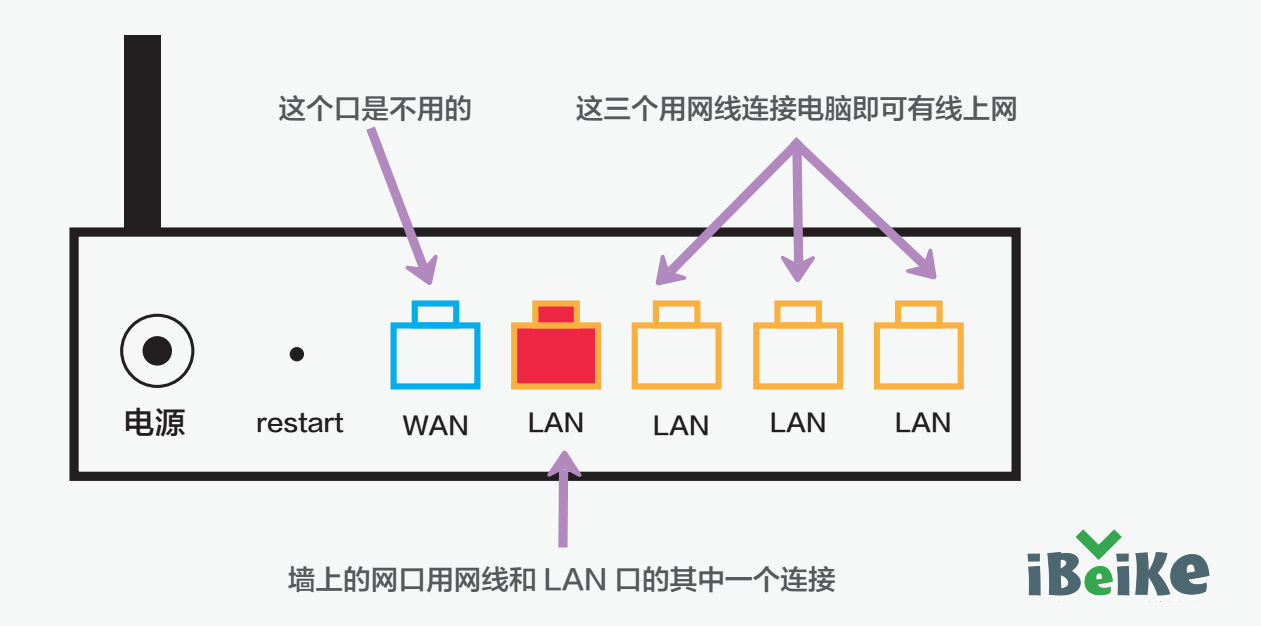 这个口是不用的
这三个用网线连接电脑即可有线上网
电源
restart
WAN
LAN
LAN
LAN
LAN
墙上的网口用网线和 LAN 口的其中一个连接
iBeiKe